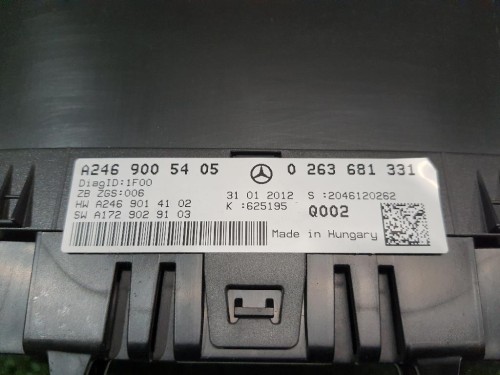 A246 900 54 05 0 263 681 331
DiagID:1F00
ZB ZGS:006 31 01 2012 S :2046120262
HW A246 901 41 02 K :625195 Q002
SW A172 902 91 03 Made in Hungary